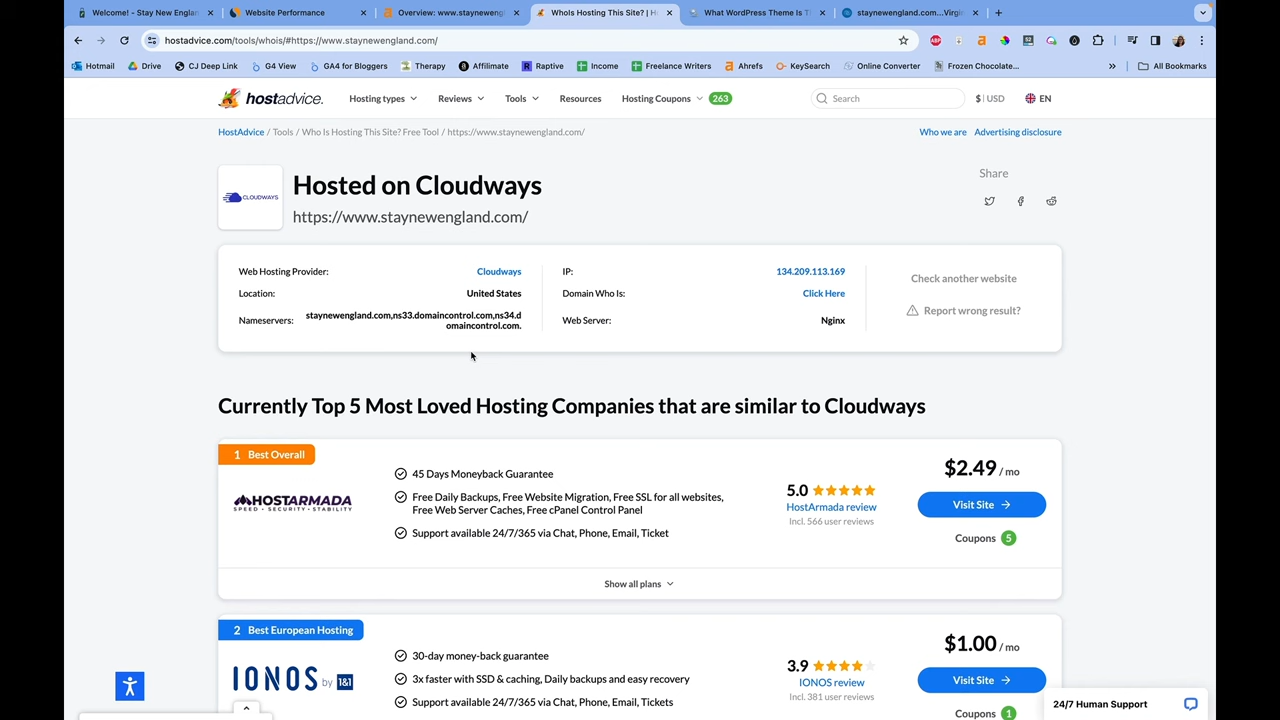 Welcome! - Stay New Englan
Website Performance
Overview: www.stayneweng
WhoIs Hosting This Site? | H
What WordPress Theme Is T
staynewengland.com...Virgi
hostadvice.com/tools/whois/#https://www.staynewengland.com/
Hotmail
Drive
CJ Deep Link
G4 View
GA4 for Bloggers
Therapy
Affilimate
Raptive
Income
Freelance Writers
Ahrefs
KeySearch
Online Converter
Frozen Chocolate...
All Bookmarks
hostadvice.
Hosting types
Reviews
Tools
Resources
Hosting Coupons 263
Search
$ | USD
EN
HostAdvice / Tools / Who Is Hosting This Site? Free Tool / https://www.staynewengland.com/
Who we are
Advertising disclosure
CLOUDWAYS
Hosted on Cloudways
https://www.staynewengland.com/
Share
Web Hosting Provider: Cloudways
Location: United States
Nameservers: staynewengland.com,ns33.domaincontrol.com,ns34.d
omaincontrol.com.
IP: 134.209.113.169
Domain Who Is: Click Here
Web Server: Nginx
Check another website
Report wrong result?
Currently Top 5 Most Loved Hosting Companies that are similar to Cloudways
1 Best Overall
HOSTARMADA
SPEED · SECURITY · STABILITY
45 Days Moneyback Guarantee
Free Daily Backups, Free Website Migration, Free SSL for all websites,
Free Web Server Caches, Free cPanel Control Panel
Support available 24/7/365 via Chat, Phone, Email, Ticket
5.0
HostArmada review
Incl. 566 user reviews
$2.49 / mo
Visit Site
Coupons 5
Show all plans
2 Best European Hosting
IONOS by 1&1
30-day money-back guarantee
3x faster with SSD & caching, Daily backups and easy recovery
Support available 24/7/365 via Chat, Phone, Email, Tickets
3.9
IONOS review
Incl. 381 user reviews
$1.00 / mo
Visit Site
Coupons 1
24/7 Human Support